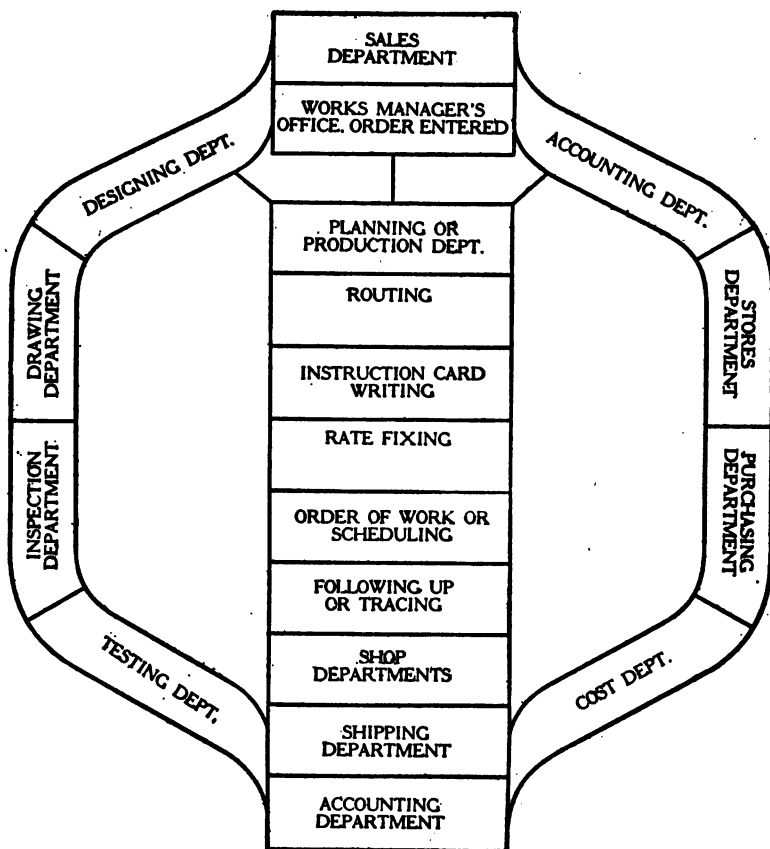 SALES
DEPARTMENT
WORKS MANAGER'S
OFFICE. ORDER ENTERED
DESIGNING DEPT.
ACCOUNTING DEPT.
PLANNING OR
PRODUCTION DEPT.
ROUTING
DRAWING
DEPARTMENT
STORES
DEPARTMENT
INSTRUCTION CARD
WRITING
RATE FIXING
INSPECTION
DEPARTMENT
PURCHASING
DEPARTMENT
ORDER OF WORK OR
SCHEDULING
FOLLOWING UP
OR TRACING
TESTING DEPT.
SHOP
DEPARTMENTS
COST DEPT.
SHIPPING
DEPARTMENT
ACCOUNTING
DEPARTMENT